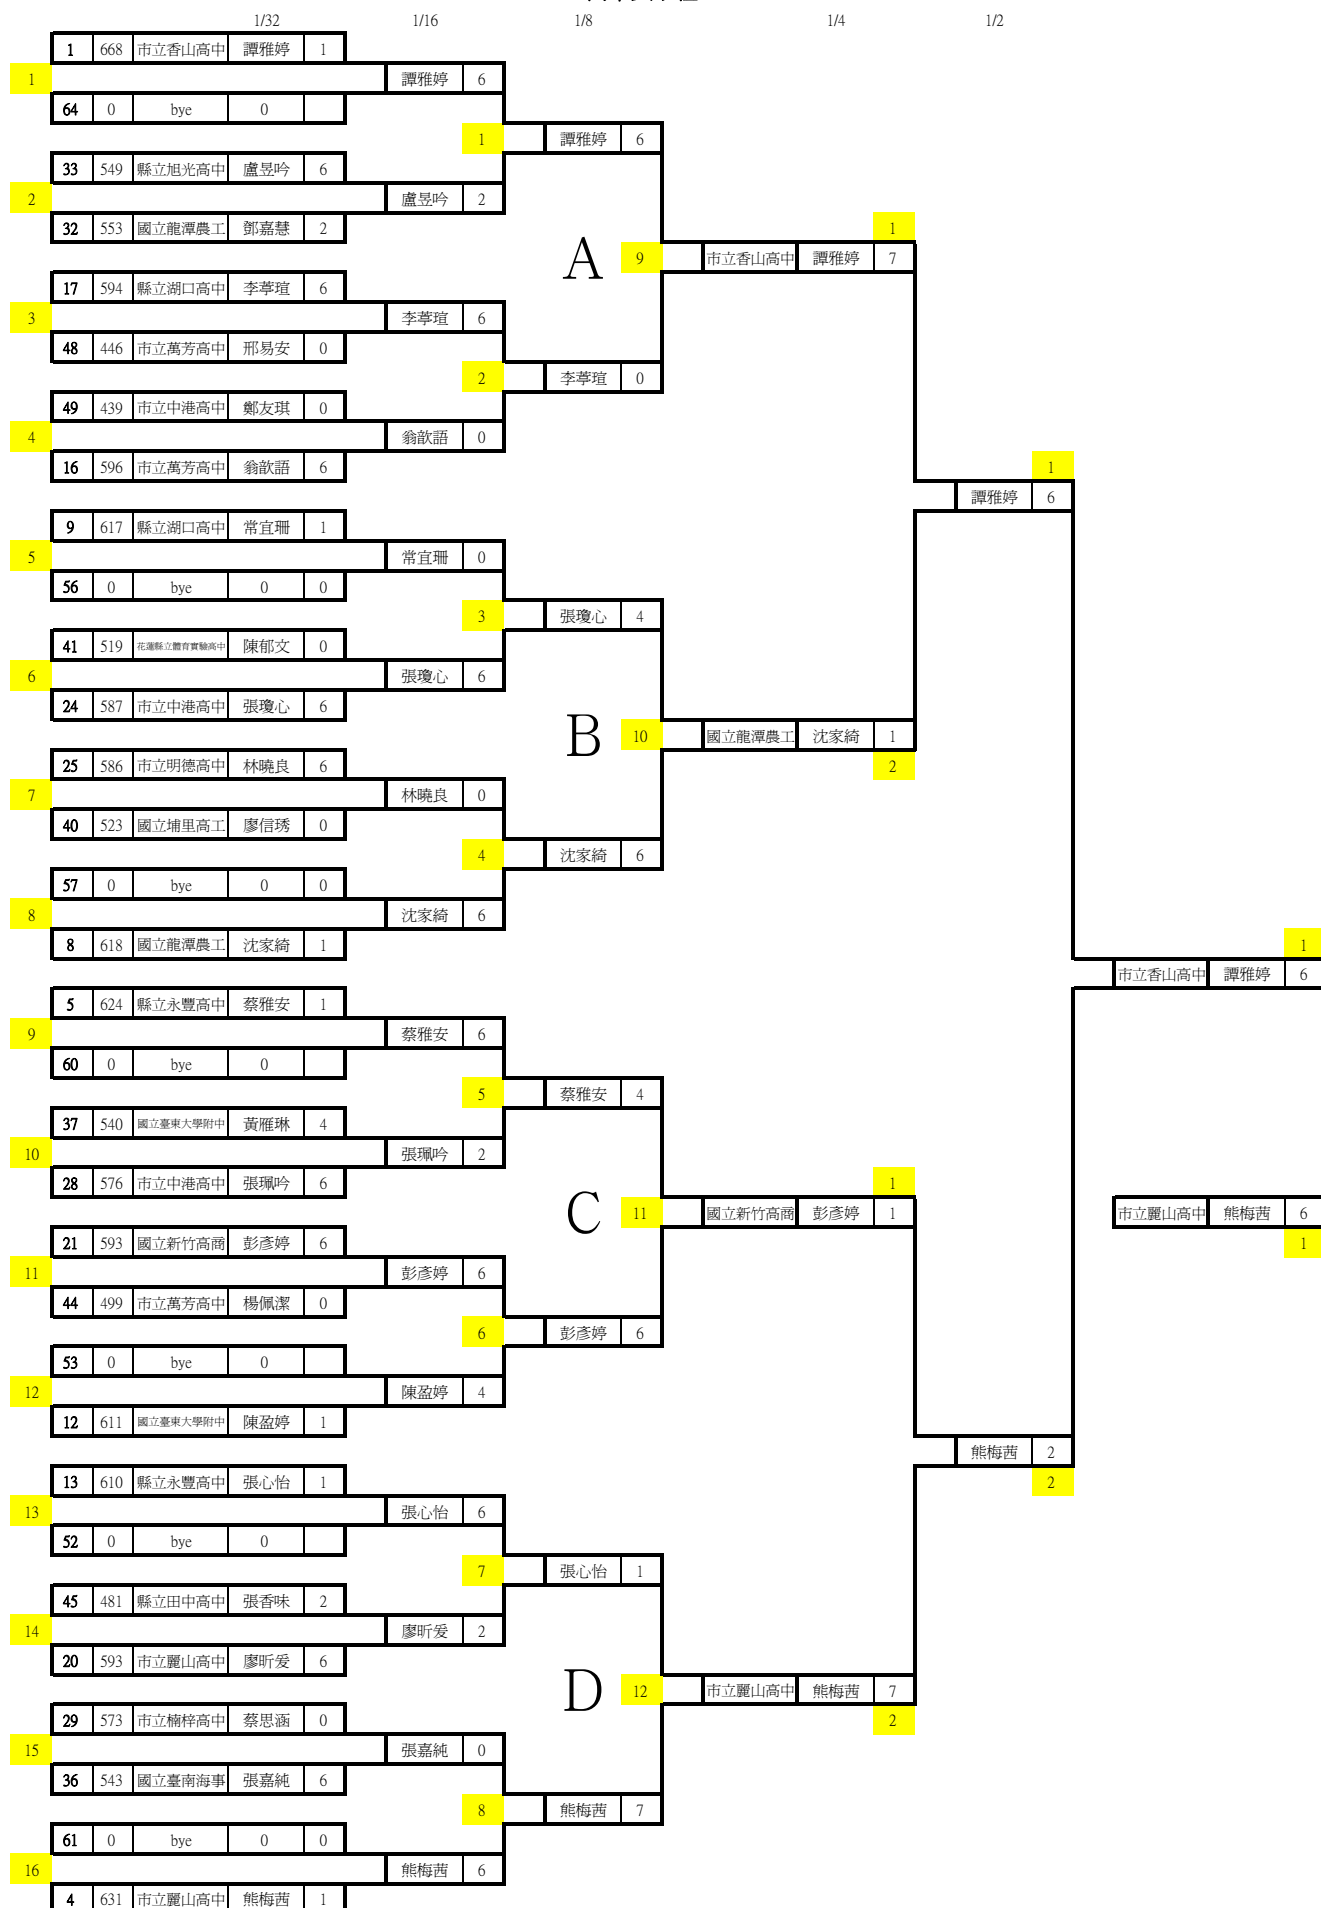 1/32 1/16 1/8 1/4 1/2
1 668 市立香山高中 譚雅婷 1
1 譚雅婷 6
64 0 bye 0
1 譚雅婷 6
33 549 縣立旭光高中 盧昱吟 6
2 盧昱吟 2
32 553 國立龍潭農工 鄧嘉慧 2
1
A 9 市立香山高中 譚雅婷 7
17 594 縣立湖口高中 李葶瑄 6
3 李葶瑄 6
48 446 市立萬芳高中 邢易安 0
2 李葶瑄 0
49 439 市立中港高中 鄭友琪 0
4 翁歆語 0
16 596 市立萬芳高中 翁歆語 6
1
譚雅婷 6
9 617 縣立湖口高中 常宜珊 1
5 常宜珊 0
56 0 bye 0 0
3 張瓊心 4
41 519 花蓮縣立體育實驗高中 陳郁文 0
6 張瓊心 6
24 587 市立中港高中 張瓊心 6
B 10 國立龍潭農工 沈家綺 1
25 586 市立明德高中 林曉良 6
2
7 林曉良 0
40 523 國立埔里高工 廖信琇 0
4 沈家綺 6
57 0 bye 0 0
8 沈家綺 6
8 618 國立龍潭農工 沈家綺 1
1
市立香山高中 譚雅婷 6
5 624 縣立永豐高中 蔡雅安 1
9 蔡雅安 6
60 0 bye 0
5 蔡雅安 4
37 540 國立臺東大學附中 黃雁琳 4
10 張珮吟 2
28 576 市立中港高中 張珮吟 6
1
C 11 國立新竹高商 彭彥婷 1
市立麗山高中 熊梅茜 6
21 593 國立新竹高商 彭彥婷 6
1
11 彭彥婷 6
44 499 市立萬芳高中 楊佩潔 0
6 彭彥婷 6
53 0 bye 0
12 陳盈婷 4
12 611 國立臺東大學附中 陳盈婷 1
熊梅茜 2
13 610 縣立永豐高中 張心怡 1
2
13 張心怡 6
52 0 bye 0
7 張心怡 1
45 481 縣立田中高中 張香味 2
14 廖昕爰 2
20 593 市立麗山高中 廖昕爰 6
D 12 市立麗山高中 熊梅茜 7
29 573 市立楠梓高中 蔡思涵 0
2
15 張嘉純 0
36 543 國立臺南海事 張嘉純 6
8 熊梅茜 7
61 0 bye 0 0
16 熊梅茜 6
4 631 市立麗山高中 熊梅茜 1